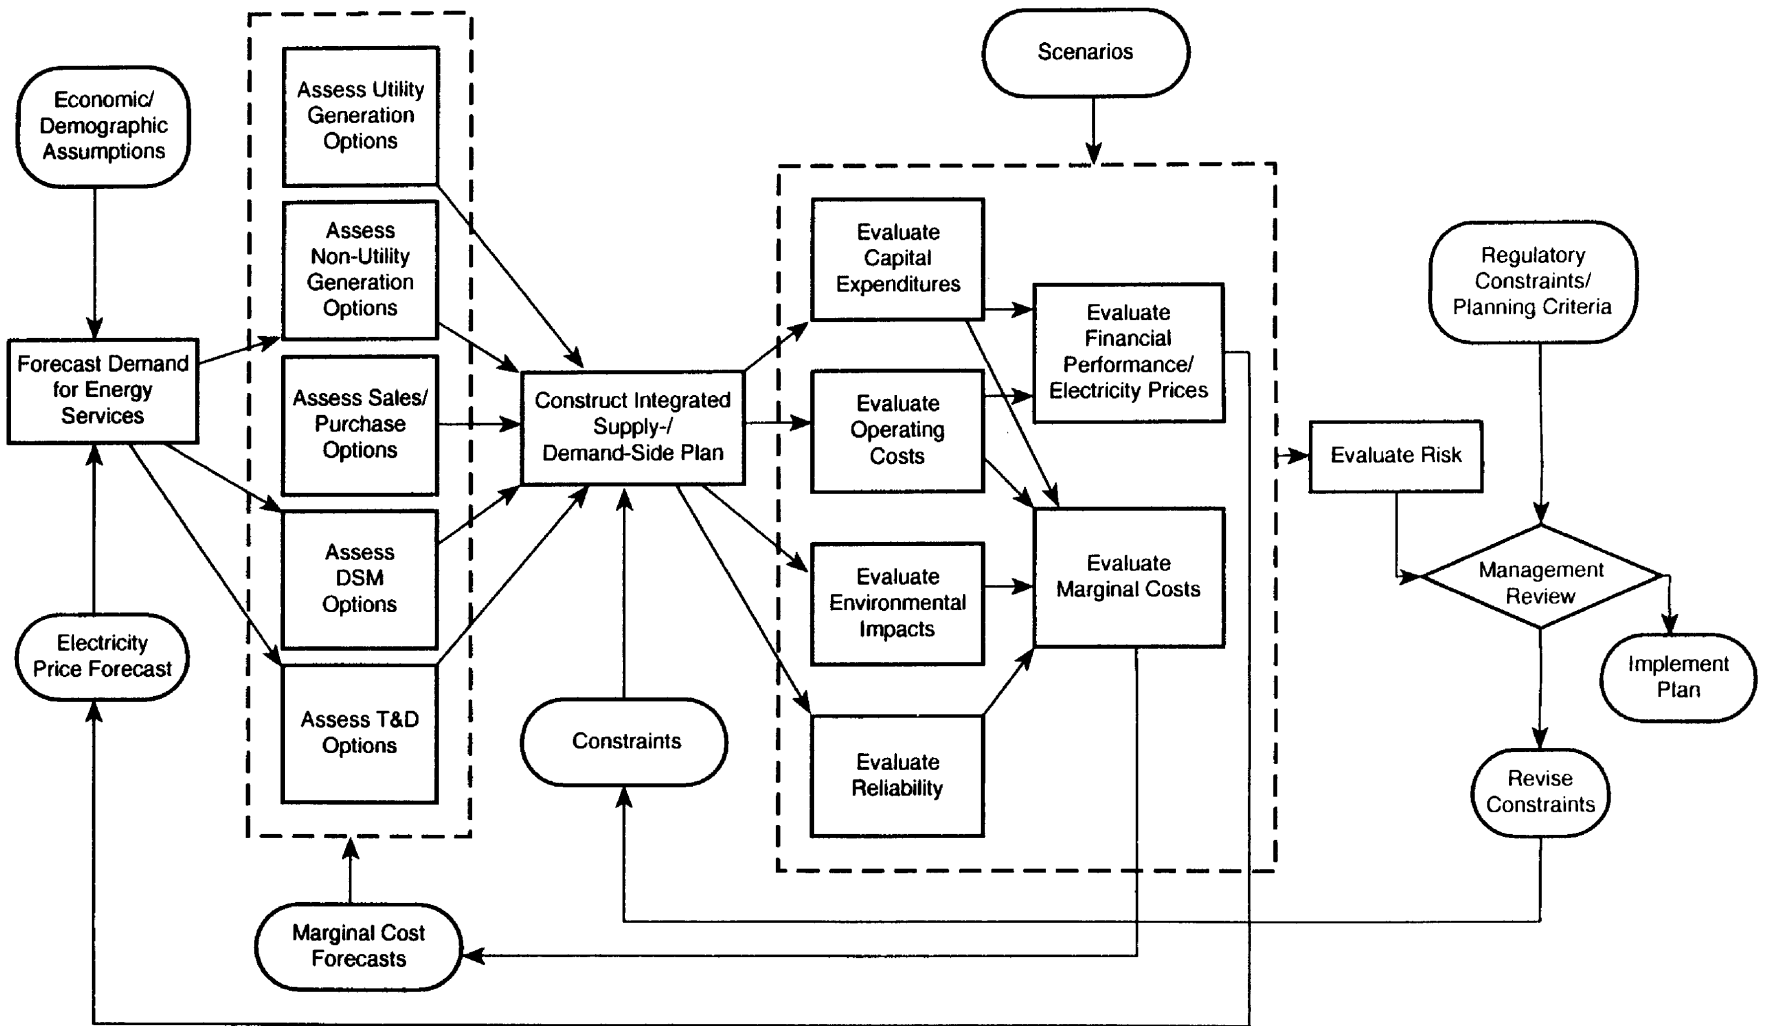 Economic/
Demographic
Assumptions
Forecast Demand
for Energy
Services
Electricity
Price Forecast
Assess Utility
Generation
Options
Assess
Non-Utility
Generation
Options
Assess Sales/
Purchase
Options
Assess
DSM
Options
Assess T&D
Options
Marginal Cost
Forecasts
Construct Integrated
Supply-/
Demand-Side Plan
Constraints
Scenarios
Evaluate
Capital
Expenditures
Evaluate
Operating
Costs
Evaluate
Environmental
Impacts
Evaluate
Reliability
Evaluate
Financial
Performance/
Electricity Prices
Evaluate
Marginal Costs
Evaluate Risk
Regulatory
Constraints/
Planning Criteria
Management
Review
Implement
Plan
Revise
Constraints